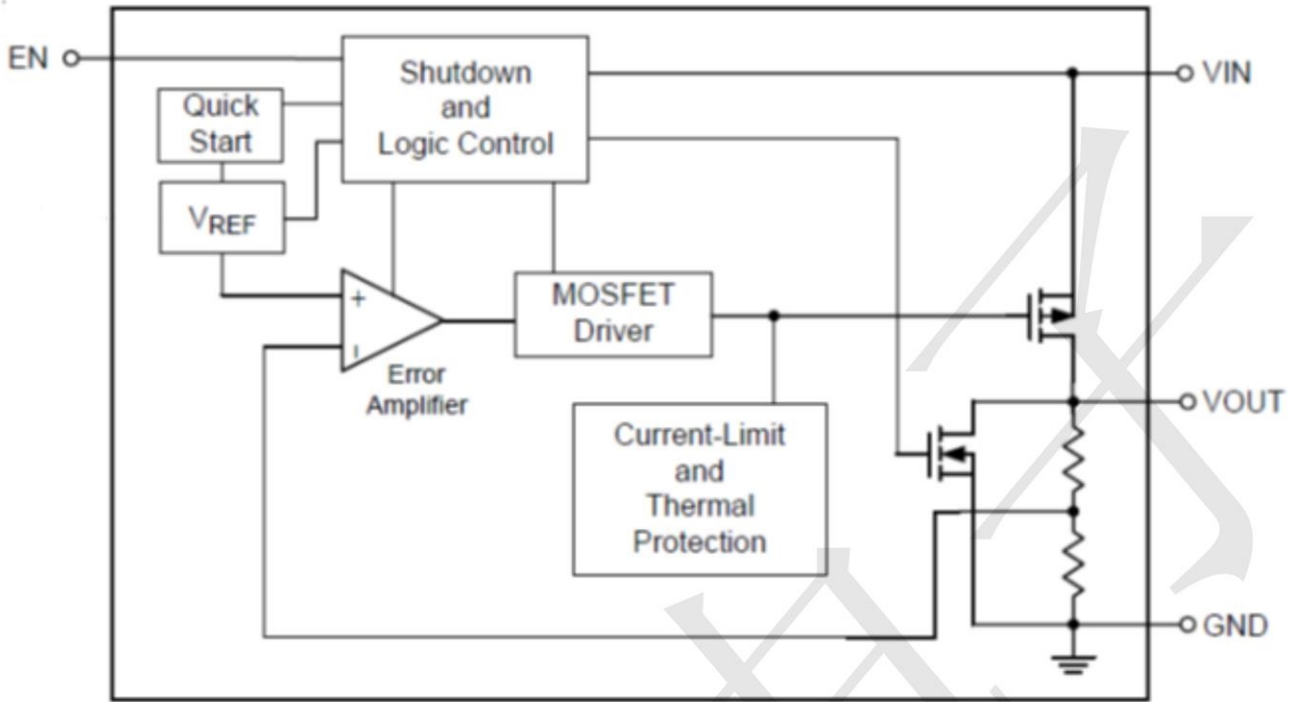 EN
Shutdown
and
Logic Control
VIN
Quick
Start
VREF
+
MOSFET
Driver
Error
Amplifier
VOUT
Current-Limit
and
Thermal
Protection
GND